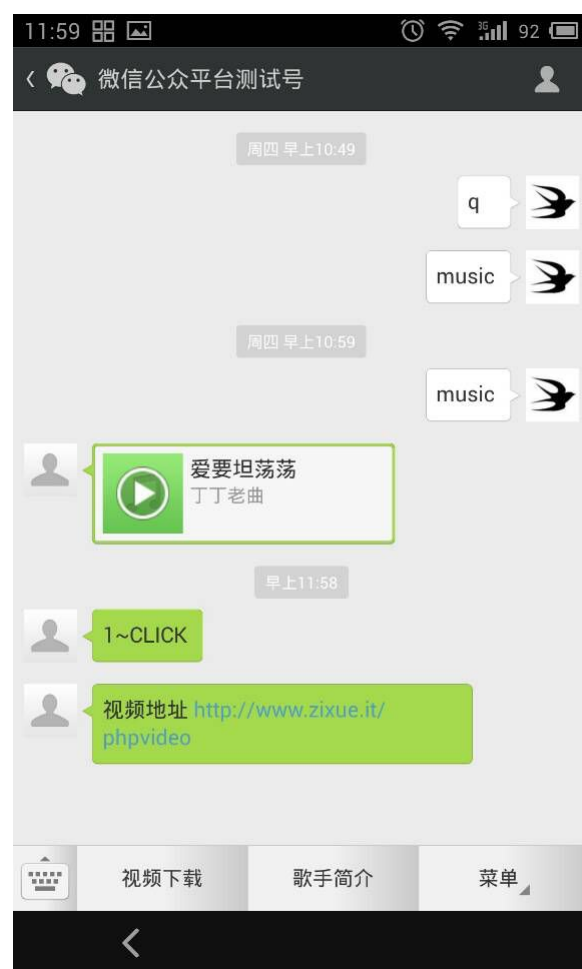 11:59 3G 92
微信公众平台测试号
周四 早上10:49
q
music
周四 早上10:59
music
爱要坦荡荡
丁丁老曲
早上11:58
1~CLICK
视频地址 http://www.zixue.it/
phpvideo
视频下载 歌手简介 菜单